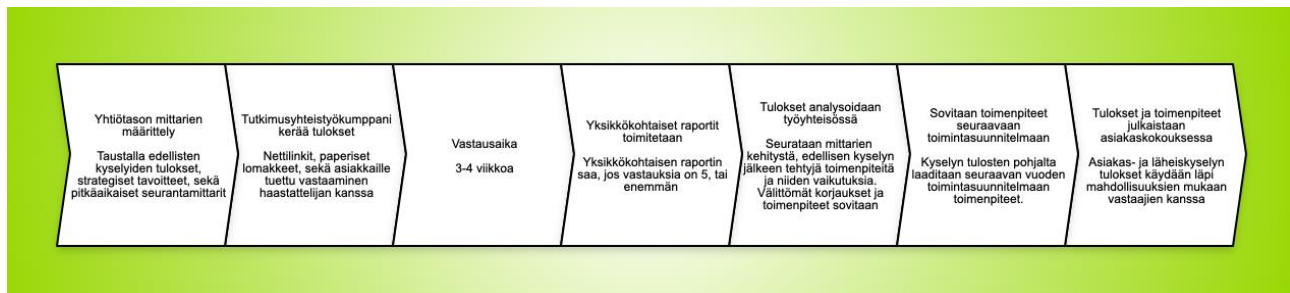 Yhtiötason mittarien
määrittely
Taustalla edellisten
kyselyiden tulokset,
strategiset tavoitteet, sekä
pitkäaikaiset seurantamittarit
Tutkimusyhteistyökumppani
kerää tulokset
Nettilinkit, paperiset
lomakkeet, sekä asiakkaille
tuettu vastaaminen
haastattelijan kanssa
Vastausaika
3-4 viikkoa
Yksikkökohtaiset raportit
toimitetaan
Yksikkökohtaisen raportin
saa, jos vastauksia on 5, tai
enemmän
Tulokset analysoidaan
työyhteisössä
Seurataan mittarien
kehitystä, edellisen kyselyn
jälkeen tehtyjä toimenpiteitä
ja niiden vaikutuksia.
Välittömät korjaukset ja
toimenpiteet sovitaan
Sovitaan toimenpiteet
seuraavaan
toimintasuunnitelmaan
Kyselyn tulosten pohjalta
laaditaan seuraavan vuoden
toimintasuunnitelmaan
toimenpiteet.
Tulokset ja toimenpiteet
julkaistaan
asiakaskokouksessa
Asiakas- ja läheiskyselyn
tulokset käydään läpi
mahdollisuuksien mukaan
vastaajien kanssa